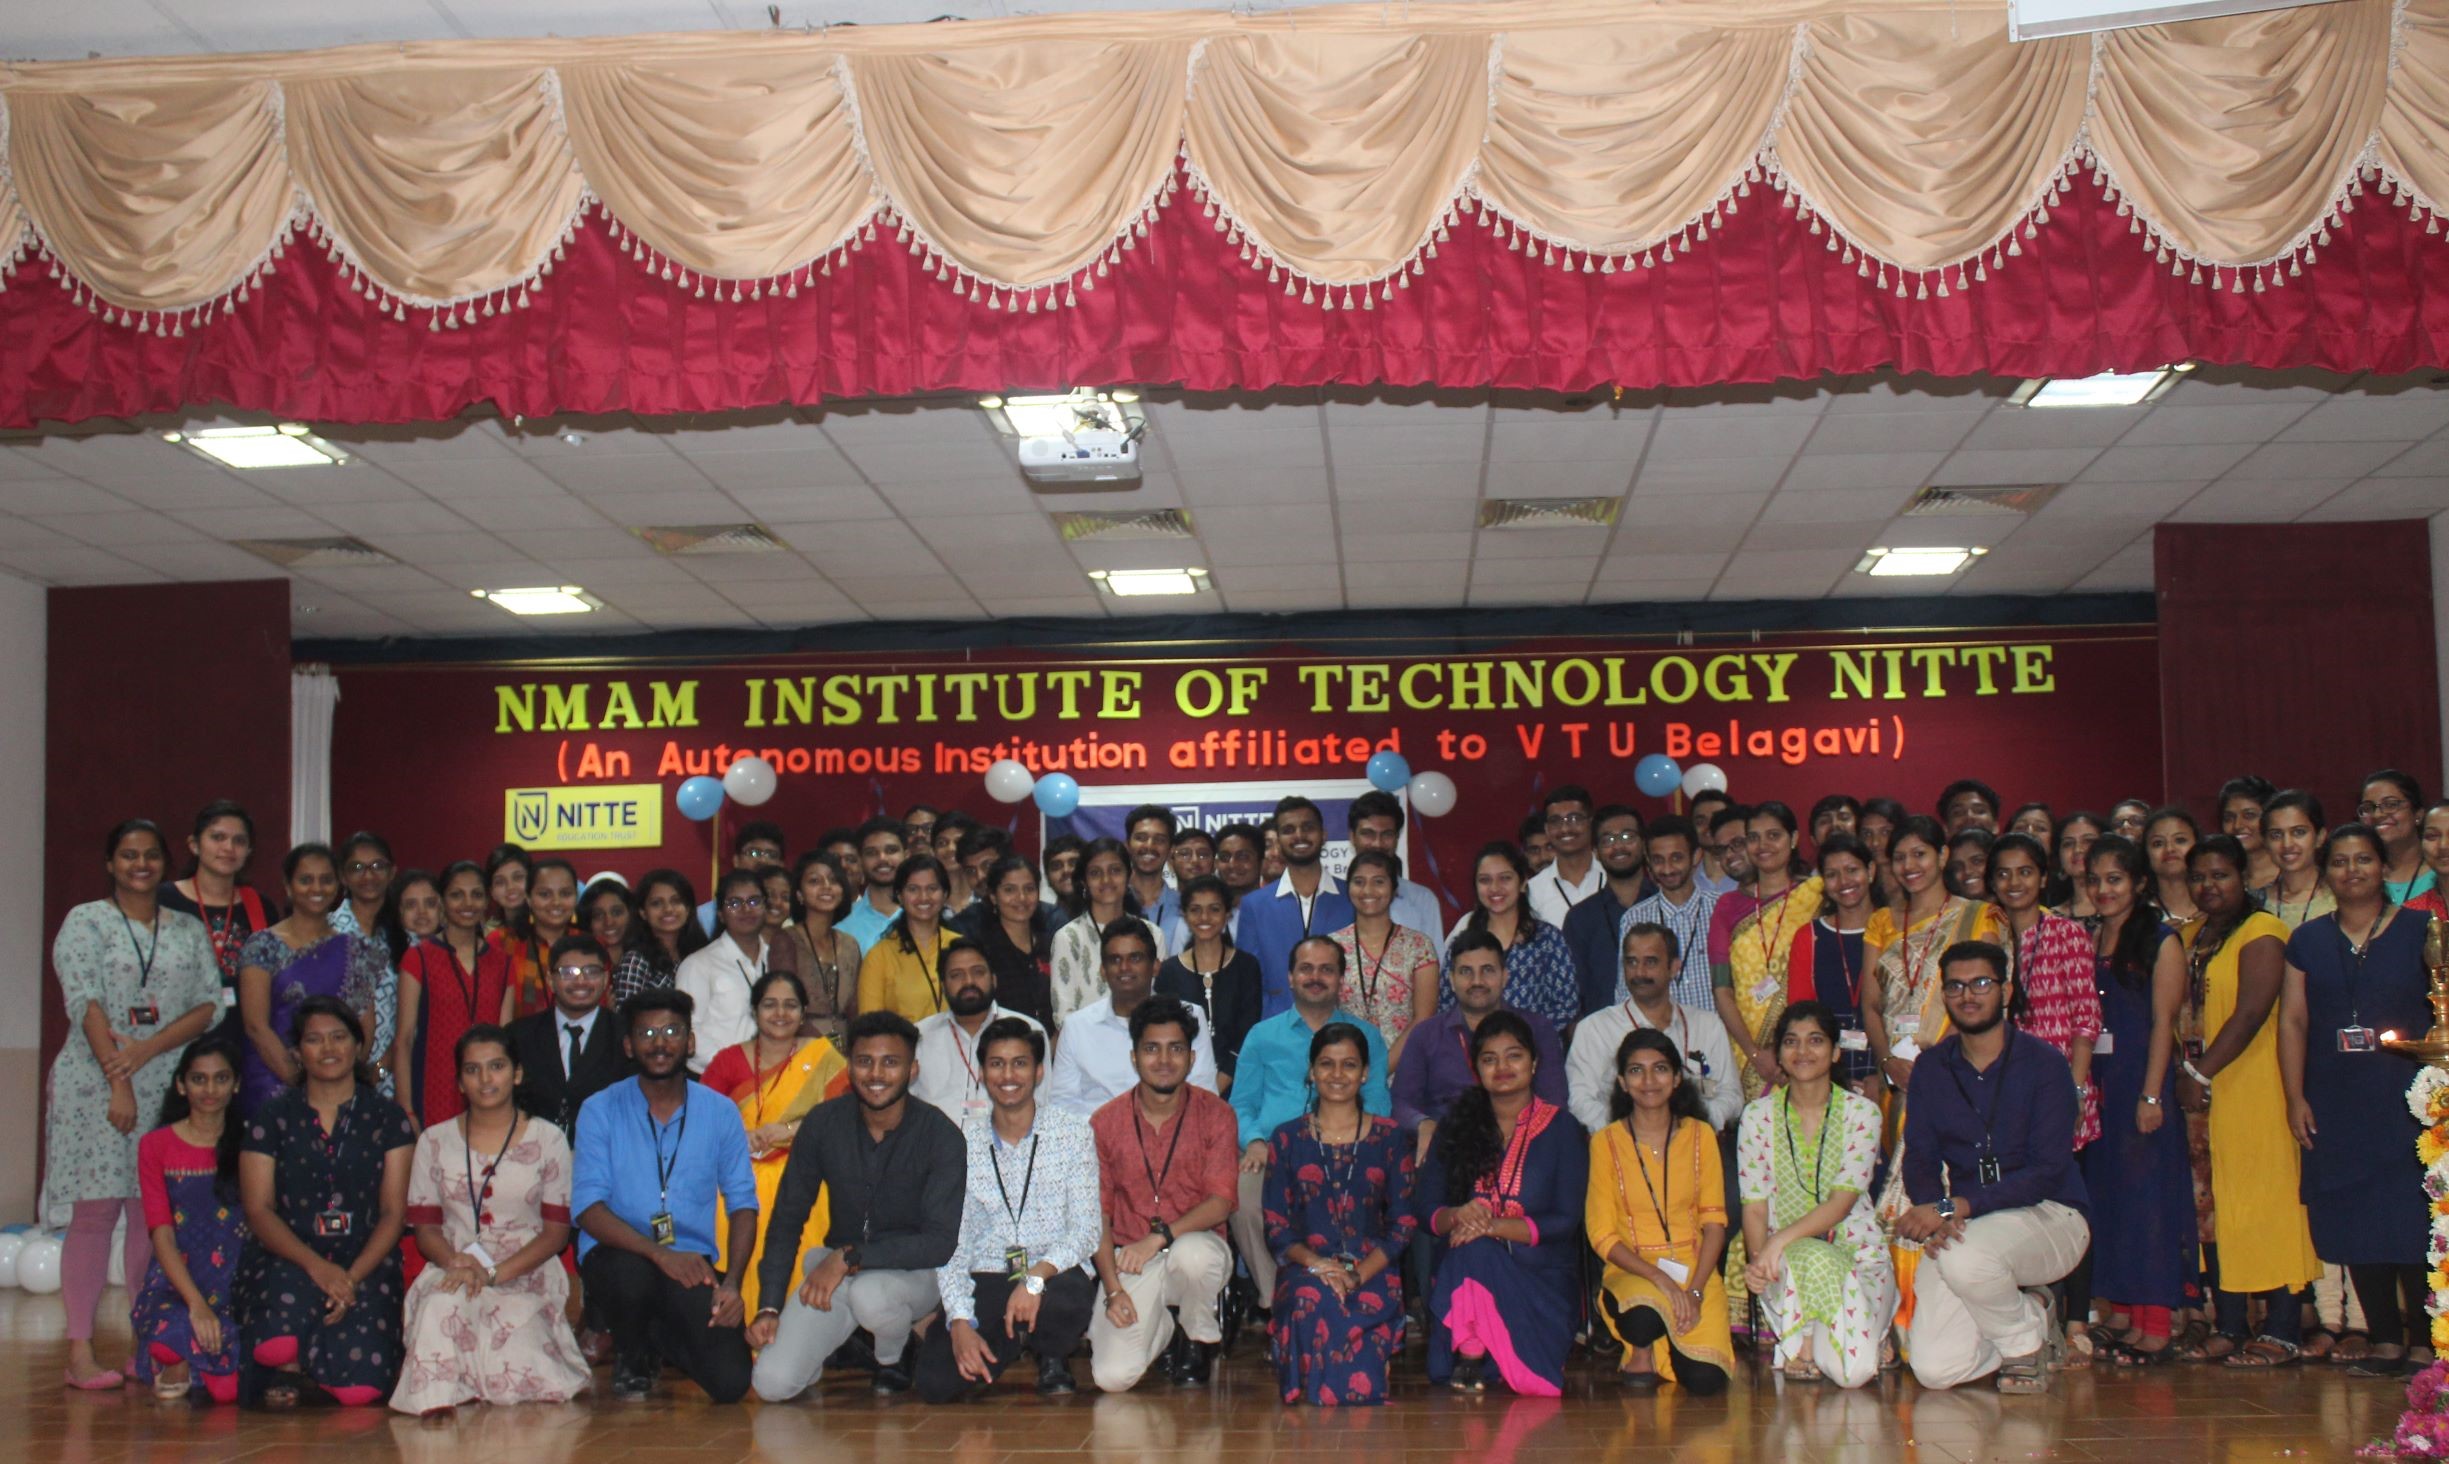 NMAM INSTITUTE OF TECHNOLOGY NITTE
(An Autonomous Institution affiliated to V T U Belagavi)
N NITTE
EDUCATION TRUST
N NITTE